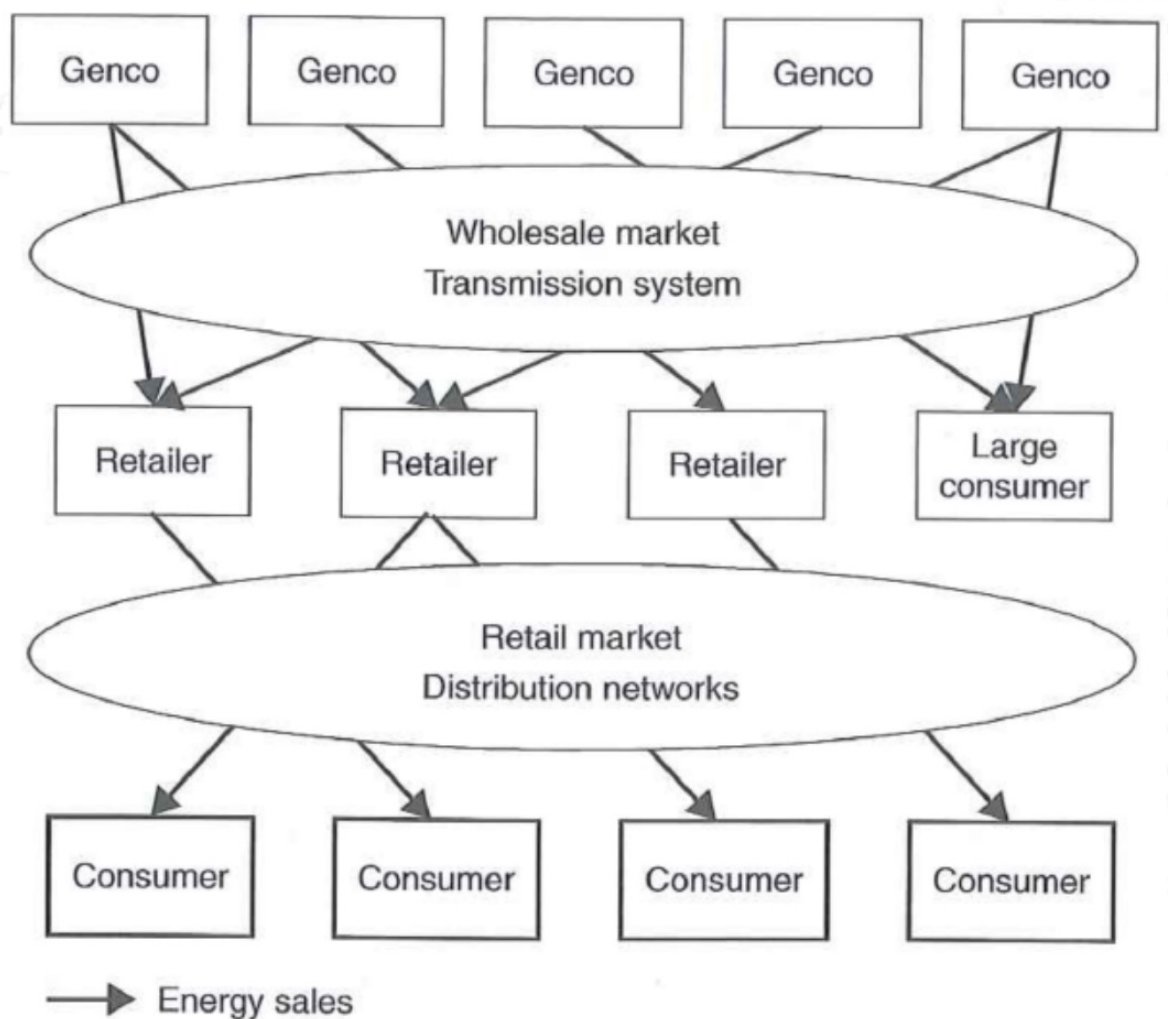 Genco
Genco
Genco
Genco
Genco
Wholesale market
Transmission system
Retailer
Retailer
Retailer
Large
consumer
Retail market
Distribution networks
Consumer
Consumer
Consumer
Consumer
Energy sales